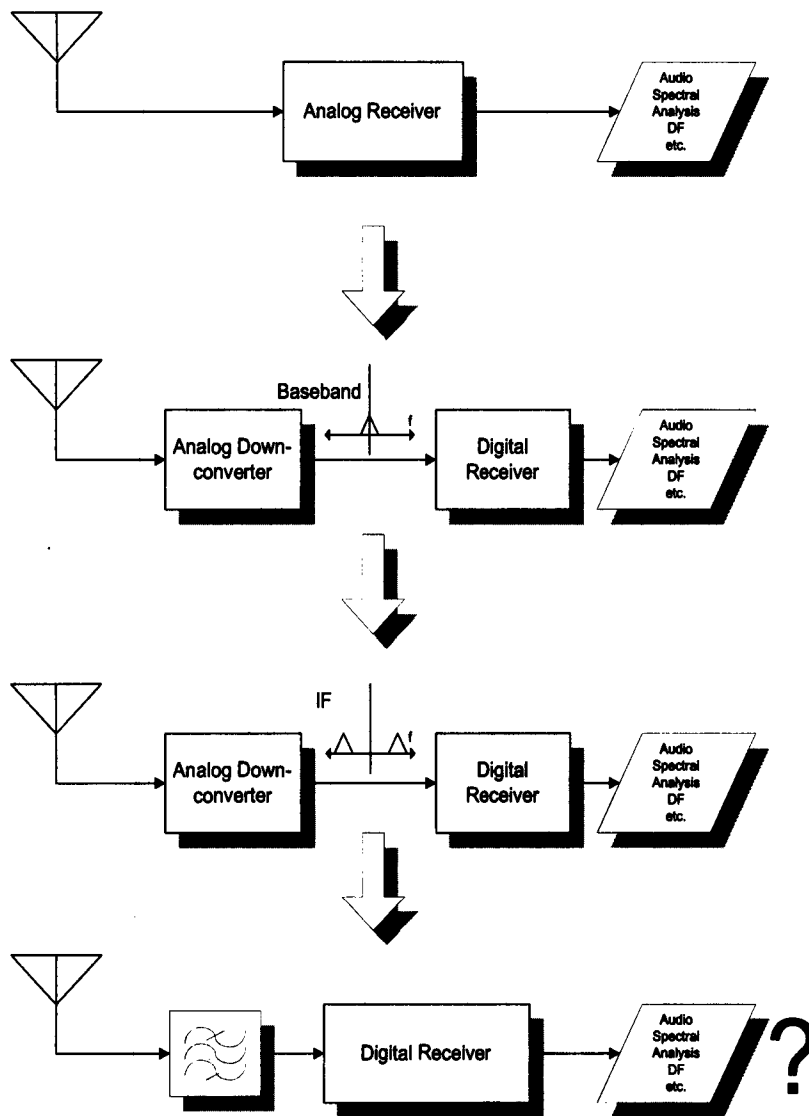 Analog Receiver
Audio
Spectral
Analysis
DF
etc.
Baseband
f
Analog Down-
converter
Digital
Receiver
Audio
Spectral
Analysis
DF
etc.
IF
f
Analog Down-
converter
Digital
Receiver
Audio
Spectral
Analysis
DF
etc.
Digital Receiver
Audio
Spectral
Analysis
DF
etc.
?